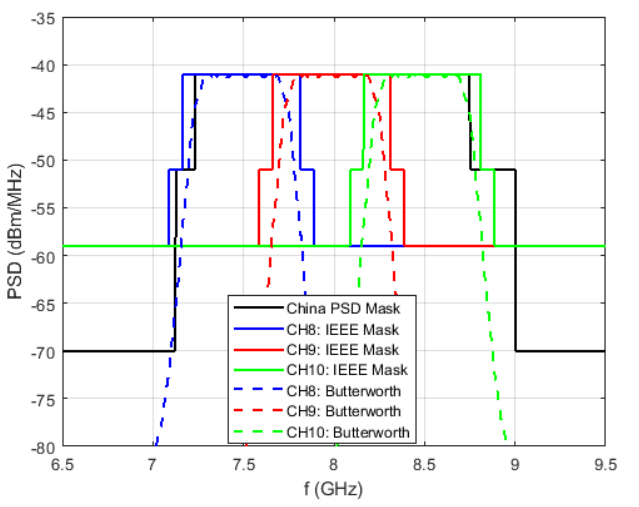 -35
-40
-45
-50
-55
-60
-65
-70
-75
-80
PSD (dBm/MHz)
China PSD Mask
CH8: IEEE Mask
CH9: IEEE Mask
CH10: IEEE Mask
CH8: Butterworth
CH9: Butterworth
CH10: Butterworth
6.5 7 7.5 8 8.5 9 9.5
f (GHz)